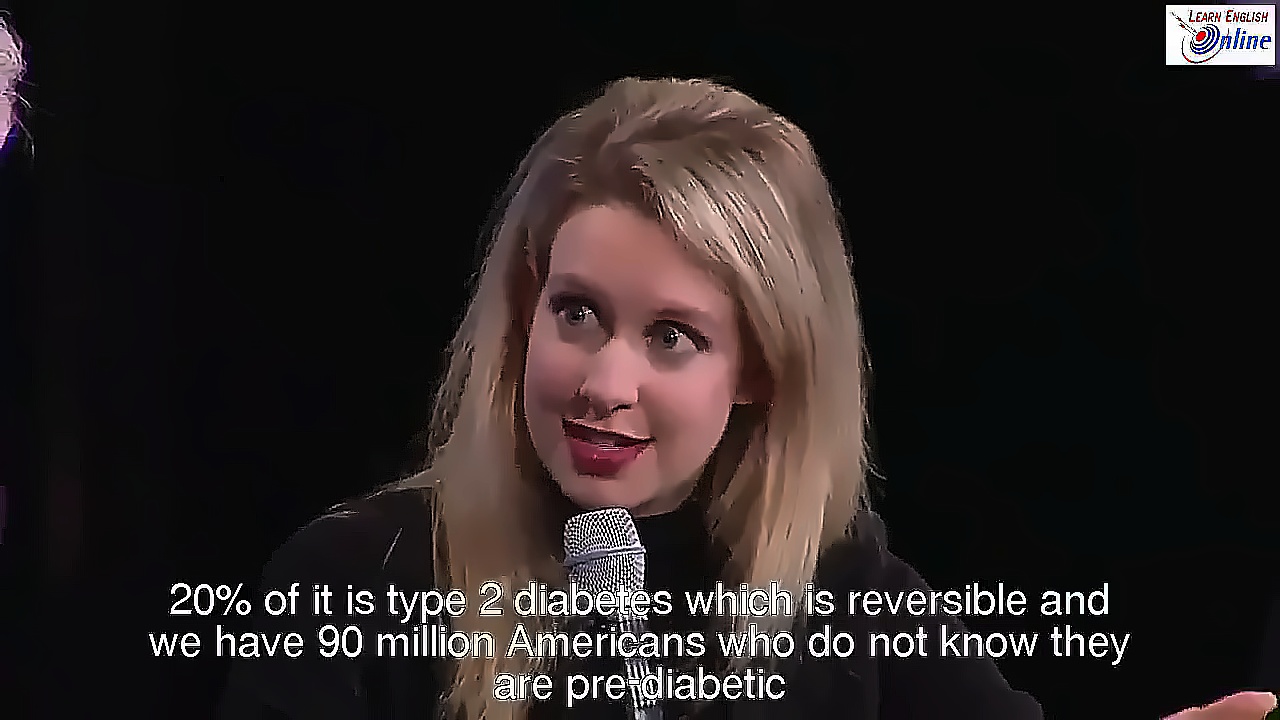 LEARN ENGLISH
Online
20% of it is type 2 diabetes which is reversible and
we have 90 million Americans who do not know they
are pre-diabetic